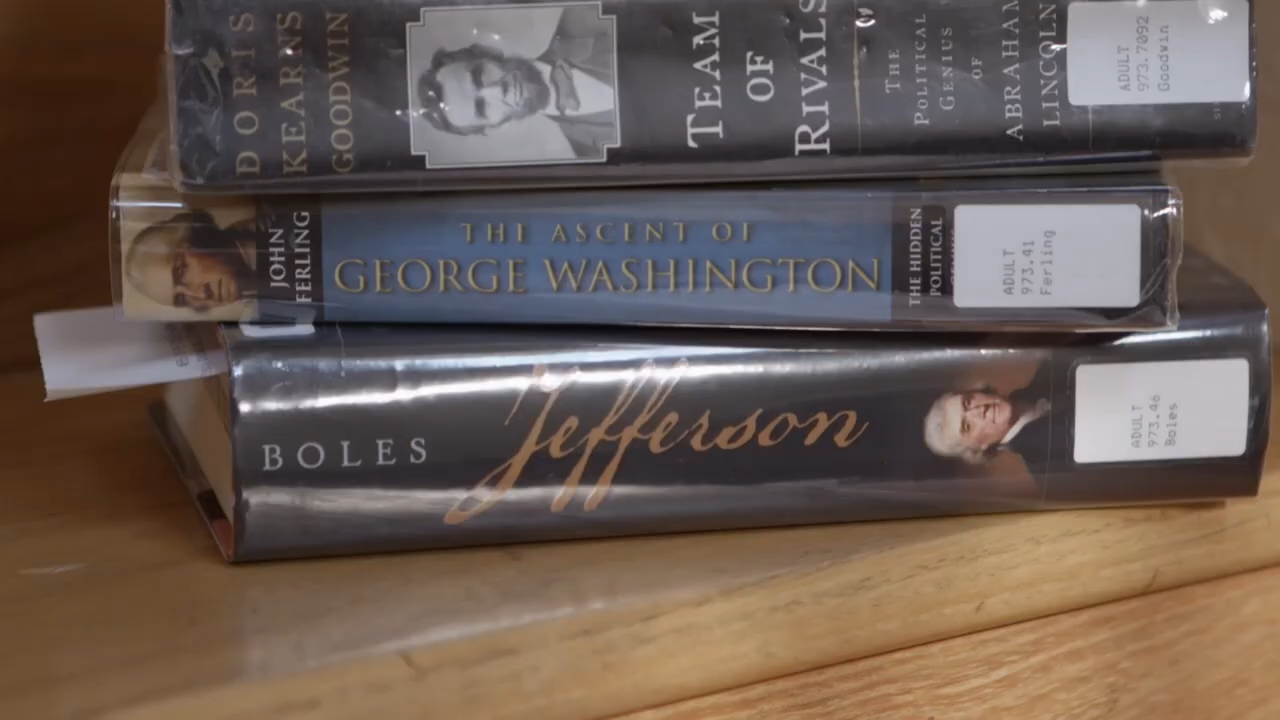 DORIS
KEARNS
GOODWIN
TEAM
OF
RIVALS
THE
POLITICAL
GENIUS
OF
ABRAHAM
LINCOLN
ADULT
973.7092
Goodwin
JOHN
FERLING
THE ASCENT OF
GEORGE WASHINGTON
THE HIDDEN
POLITICAL
ADULT
973.41
Ferling
BOLES
Jefferson
ADULT
973.46
Boles